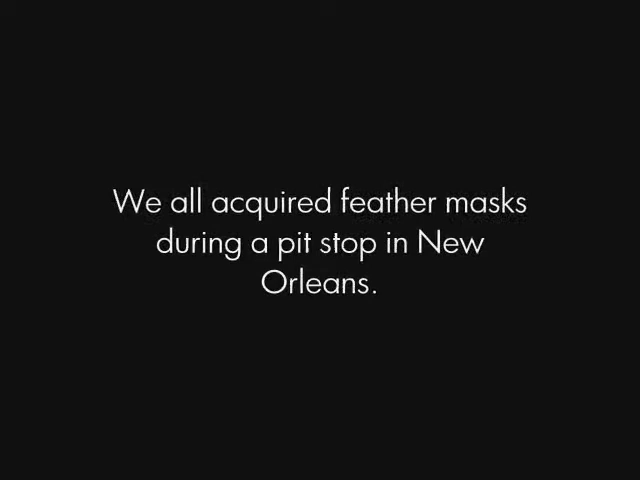 We all acquired feather masks
during a pit stop in New
Orleans.